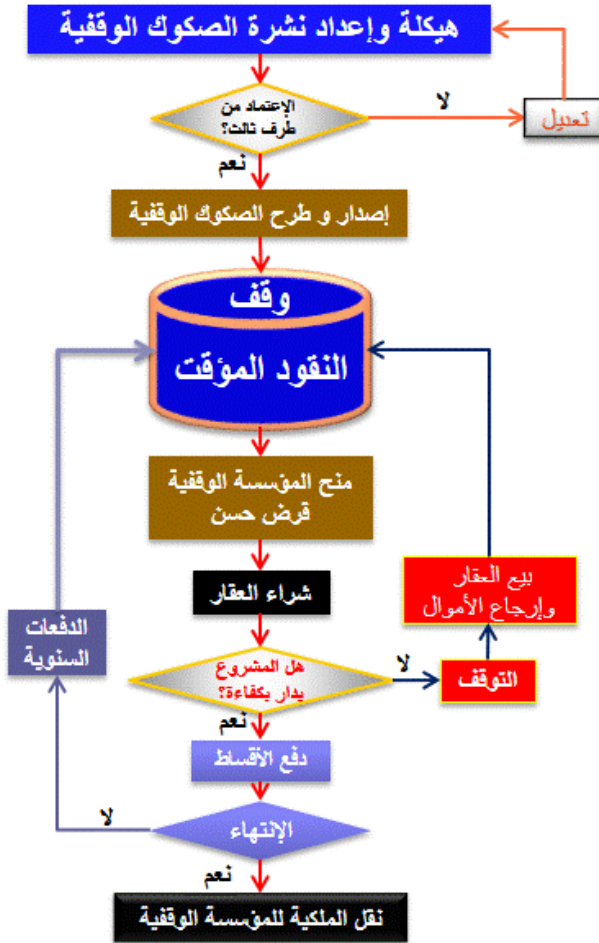 هيكلة وإعداد نشرة الصكوك الوقفية
الإعتماد من
طرف ثالث؟
لا
تعديل
نعم
إصدار و طرح الصكوك الوقفية
وقف
النقود المؤقت
منح المؤسسة الوقفية
قرض حسن
شراء العقار
بيع العقار
وإرجاع الأموال
الدفعات
السنوية
هل المشروع
يدار بكفاءة؟
لا
التوقف
نعم
دفع الأقساط
لا
الإنتهاء
نعم
نقل الملكية للمؤسسة الوقفية